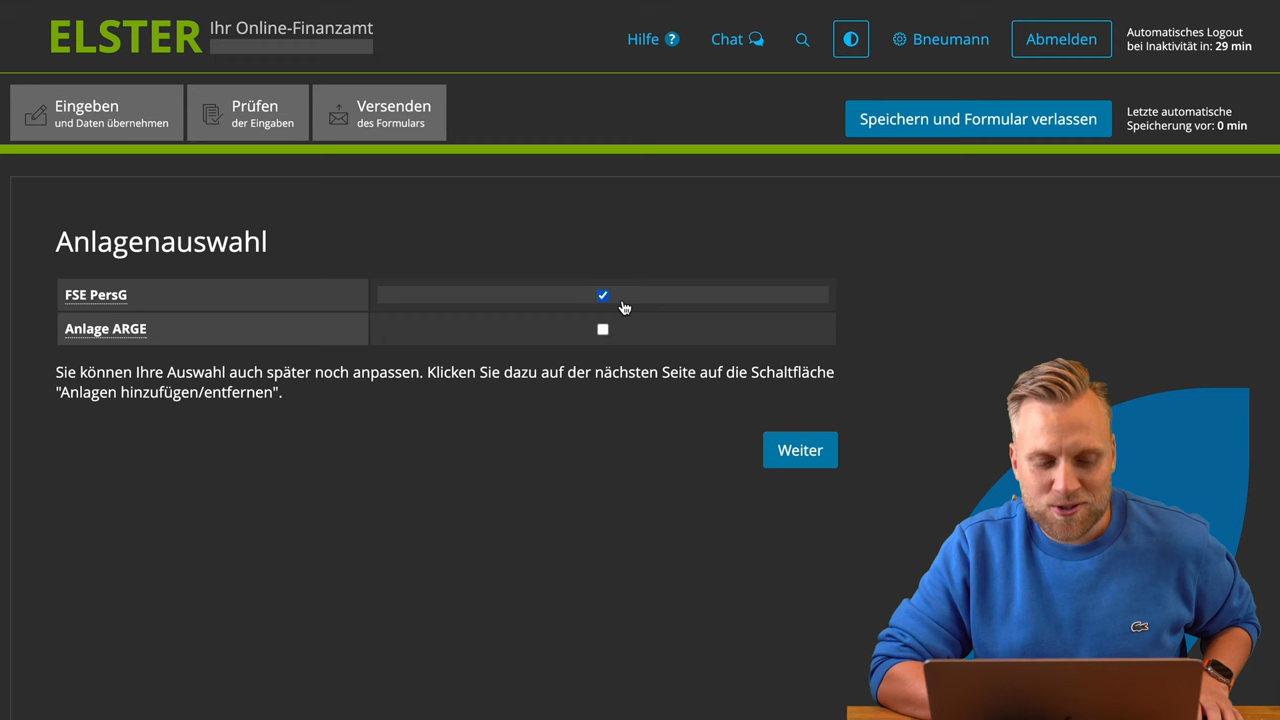 ELSTER
Ihr Online-Finanzamt
Hilfe ?
Chat
Bneumann
Abmelden
Automatisches Logout
bei Inaktivität in: 29 min
Eingeben
und Daten übernehmen
Prüfen
der Eingaben
Versenden
des Formulars
Speichern und Formular verlassen
Letzte automatische
Speicherung vor: 0 min
Anlagenauswahl
FSE PersG
Anlage ARGE
Sie können Ihre Auswahl auch später noch anpassen. Klicken Sie dazu auf der nächsten Seite auf die Schaltfläche
"Anlagen hinzufügen/entfernen".
Weiter